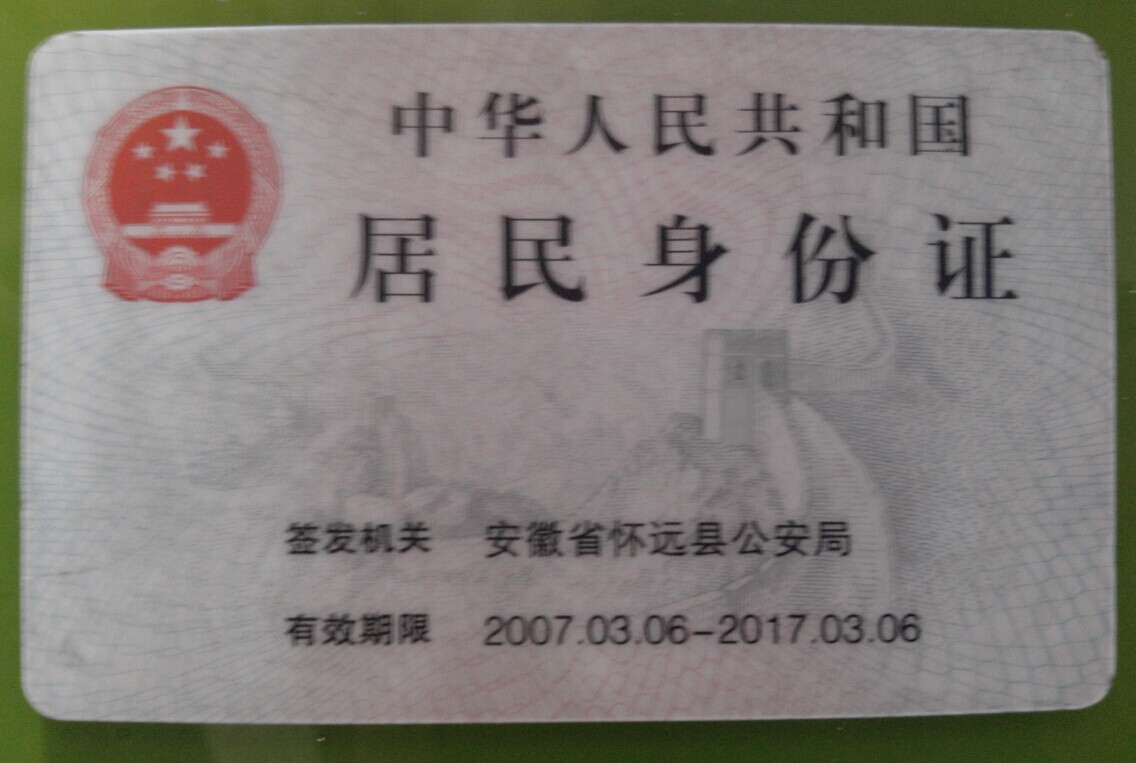 中华人民共和国
居民身份证
签发机关 安徽省怀远县公安局
有效期限 2007.03.06-2017.03.06